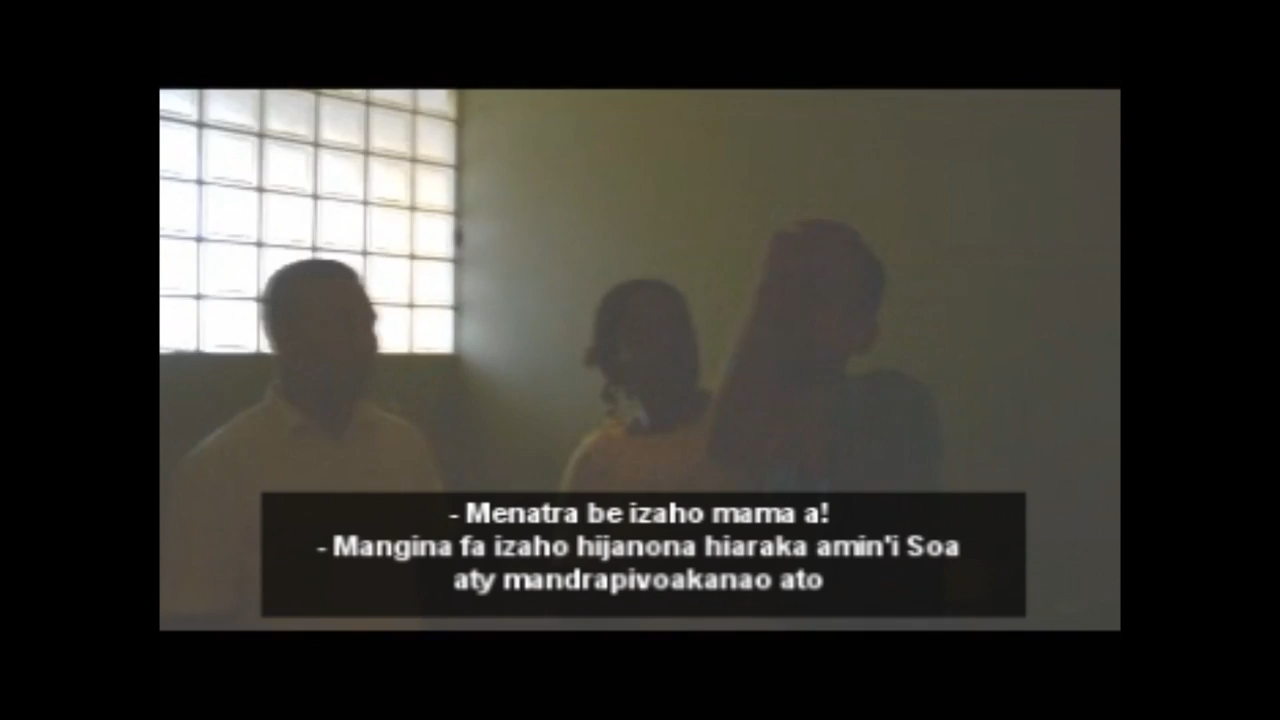 - Menatra be izaho mama a!
- Mangina fa izaho hijanona hiaraka amin'i Soa
aty mandrapivoakanao ato